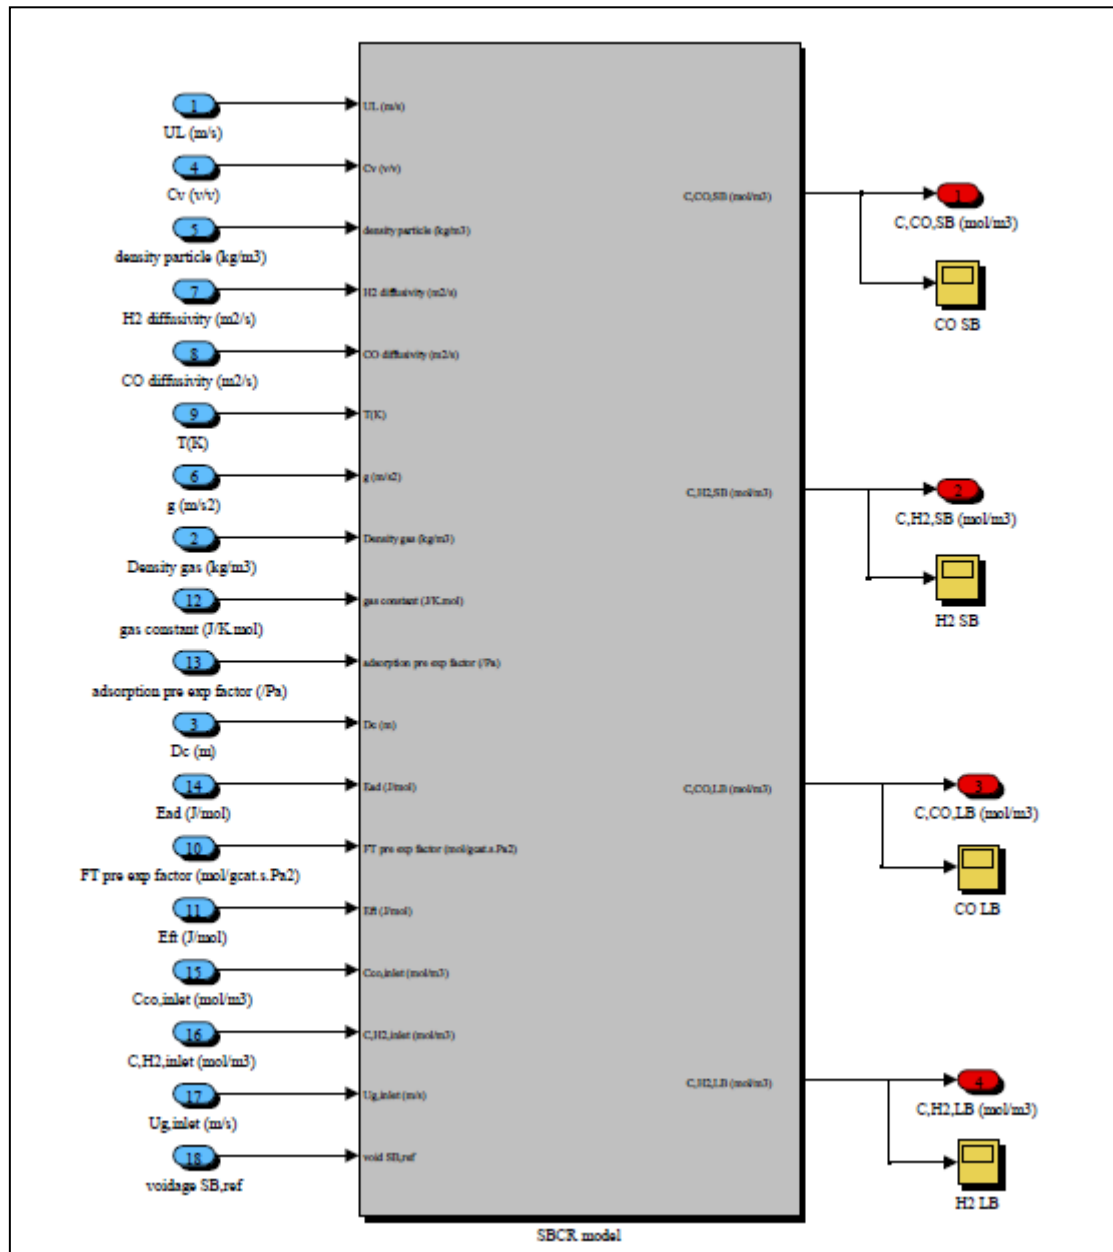 1
UL (m/s)
4
Cv (v/v)
5
density particle (kg/m3)
7
H2 diffusivity (m2/s)
8
CO diffusivity (m2/s)
9
T(K)
6
g (m/s2)
2
Density gas (kg/m3)
12
gas constant (J/K.mol)
13
adsorption pre exp factor (/Pa)
3
Dc (m)
14
Ead (J/mol)
10
FT pre exp factor (mol/gcat.s.Pa2)
11
Eft (J/mol)
15
Cco,inlet (mol/m3)
16
C,H2,inlet (mol/m3)
17
Ug,inlet (m/s)
18
voidage SB,ref
UL (m/s)
Cv (v/v)
density particle (kg/m3)
H2 diffusivity (m2/s)
CO diffusivity (m2/s)
T(K)
g (m/s2)
Density gas (kg/m3)
gas constant (J/K.mol)
adsorption pre exp factor (/Pa)
Dc (m)
Ead (J/mol)
FT pre exp factor (mol/gcat.s.Pa2)
Eft (J/mol)
Cco,inlet (mol/m3)
C,H2,inlet (mol/m3)
Ug,inlet (m/s)
void SB,ref
C,CO,SB (mol/m3)
C,H2,SB (mol/m3)
C,CO,LB (mol/m3)
C,H2,LB (mol/m3)
SBCR model
1
C,CO,SB (mol/m3)
CO SB
2
C,H2,SB (mol/m3)
H2 SB
3
C,CO,LB (mol/m3)
CO LB
4
C,H2,LB (mol/m3)
H2 LB